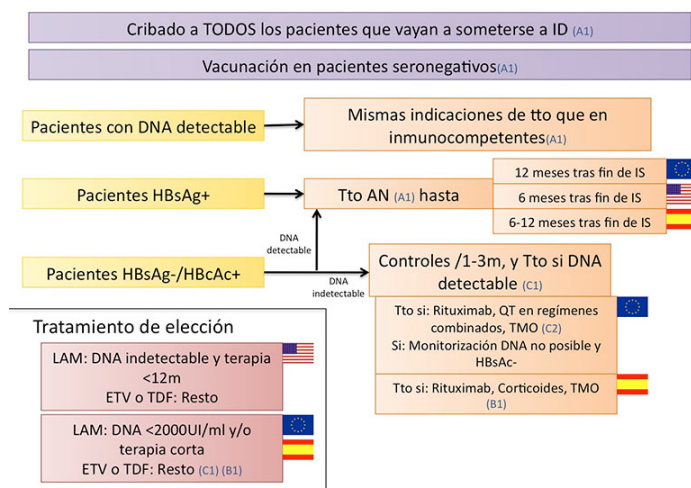 Cribado a TODOS los pacientes que vayan a someterse a ID (A1)
Vacunación en pacientes seronegativos(A1)
Pacientes con DNA detectable
Mismas indicaciones de tto que en
inmunocompetentes(A1)
Pacientes HBsAg+
Tto AN (A1) hasta
12 meses tras fin de IS
6 meses tras fin de IS
6-12 meses tras fin de IS
DNA
detectable
Pacientes HBsAg-/HBcAc+
DNA
indetectable
Controles /1-3m, y Tto si DNA
detectable (C1)
Tto si: Rituximab, QT en regímenes
combinados, TMO (C2)
Si: Monitorización DNA no posible y
HBsAc-
Tto si: Rituximab, Corticoides, TMO
(B1)
Tratamiento de elección
LAM: DNA indetectable y terapia
<12m
ETV o TDF: Resto
LAM: DNA <2000UI/ml y/o
terapia corta
ETV o TDF: Resto (C1) (B1)